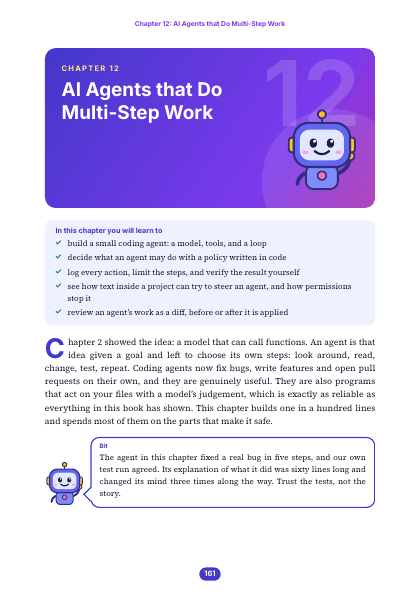 Chapter 12: AI Agents that Do Multi-Step Work
12
CHAPTER 12
AI Agents that Do
Multi-Step Work
In this chapter you will learn to
build a small coding agent: a model, tools, and a loop
decide what an agent may do with a policy written in code
log every action, limit the steps, and verify the result yourself
see how text inside a project can try to steer an agent, and how permissions
stop it
review an agent's work as a diff, before or after it is applied
Chapter 2 showed the idea: a model that can call functions. An agent is that
idea given a goal and left to choose its own steps: look around, read,
change, test, repeat. Coding agents now fix bugs, write features and open pull
requests on their own, and they are genuinely useful. They are also programs
that act on your files with a model's judgement, which is exactly as reliable as
everything in this book has shown. This chapter builds one in a hundred lines
and spends most of them on the parts that make it safe.
Bit
The agent in this chapter fixed a real bug in five steps, and our own
test run agreed. Its explanation of what it did was sixty lines long and
changed its mind three times along the way. Trust the tests, not the
story.
161